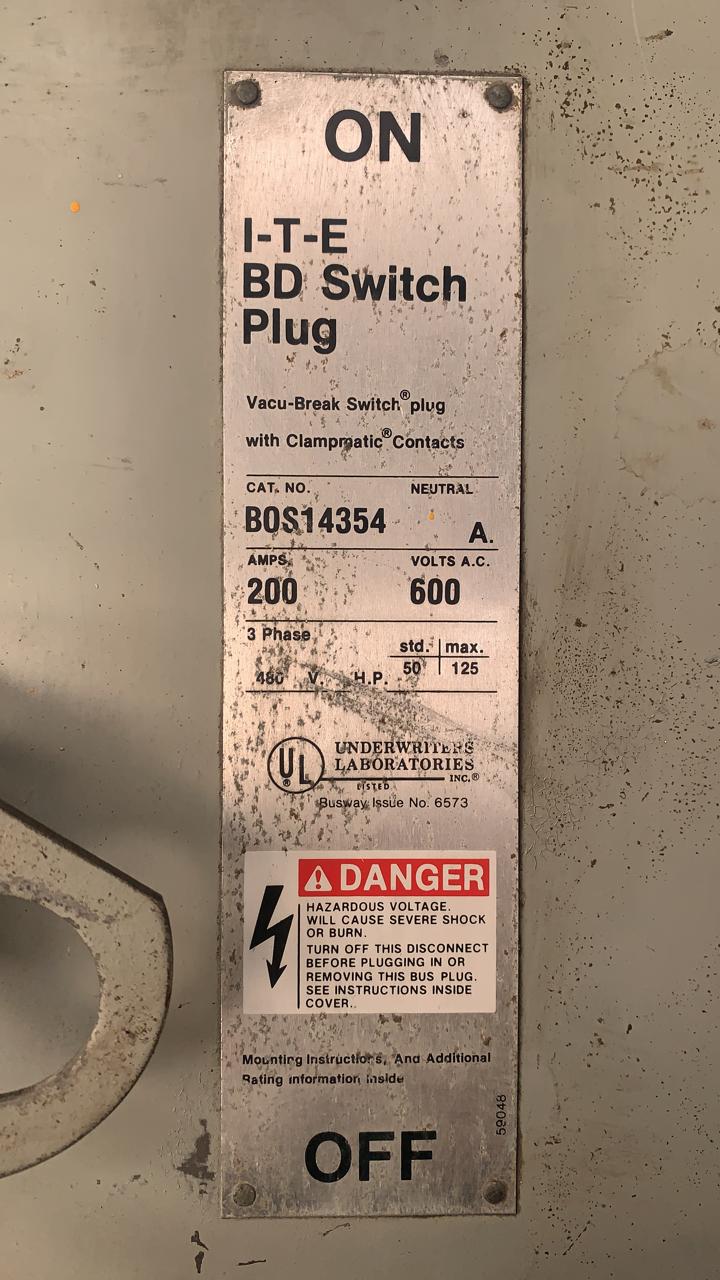 ON
I-T-E
BD Switch
Plug
Vacu-Break Switch® plug
with Clampmatic® Contacts
CAT. NO. NEUTRAL
BOS14354 A.
AMPS. VOLTS A.C.
200 600
3 Phase
std. max.
480 V. H.P. 50 125
UL®
UNDERWRITERS
LABORATORIES
INC.®
LISTED
Busway Issue No. 6573
DANGER
HAZARDOUS VOLTAGE.
WILL CAUSE SEVERE SHOCK
OR BURN.
TURN OFF THIS DISCONNECT
BEFORE PLUGGING IN OR
REMOVING THIS BUS PLUG.
SEE INSTRUCTIONS INSIDE
COVER.
Mounting Instructions, And Additional
Rating Information Inside
59048
OFF